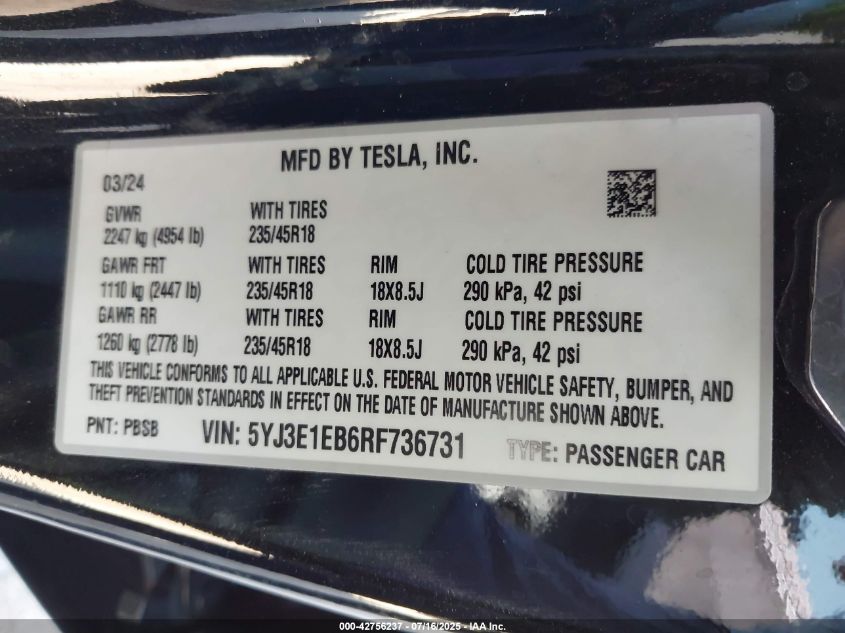 MFD BY TESLA, INC.
03/24
GVWR WITH TIRES
2247 kg (4954 lb) 235/45R18
GAWR FRT WITH TIRES RIM COLD TIRE PRESSURE
1110 kg (2447 lb) 235/45R18 18X8.5J 290 kPa, 42 psi
GAWR RR WITH TIRES RIM COLD TIRE PRESSURE
1260 kg (2778 lb) 235/45R18 18X8.5J 290 kPa, 42 psi
THIS VEHICLE CONFORMS TO ALL APPLICABLE U.S. FEDERAL MOTOR VEHICLE SAFETY, BUMPER, AND
THEFT PREVENTION STANDARDS IN EFFECT ON THE DATE OF MANUFACTURE SHOWN ABOVE.
PNT: PBSB VIN: 5YJ3E1EB6RF736731 TYPE: PASSENGER CAR
000-42756237 - 07/16/2025 - IAA Inc.